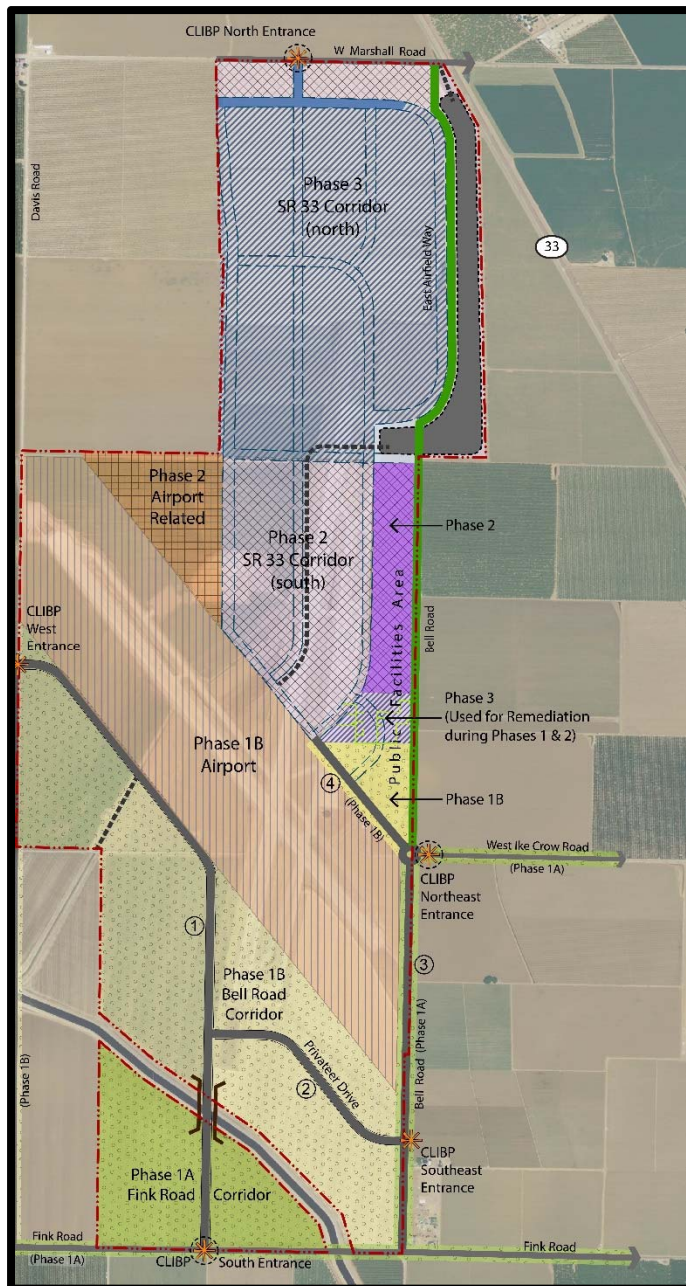 CLIBP North Entrance
W Marshall Road
Davis Road
Phase 3
SR 33 Corridor
(north)
East Airfield Way
33
Phase 2
Airport
Related
Phase 2
SR 33 Corridor
(south)
Phase 2
Public Facilities Area
Bell Road
CLIBP
West
Entrance
Phase 3
(Used for Remediation
during Phases 1 & 2)
Phase 1B
Airport
4
(Phase 1B)
Phase 1B
West Ike Crow Road
(Phase 1A)
CLIBP
Northeast
Entrance
1
3
Phase 1B
Bell Road
Corridor
Bell Road (Phase 1A)
Privateer Drive
2
(Phase 1B)
CLIBP
Southeast
Entrance
Phase 1A
Fink Road Corridor
Fink Road
(Phase 1A)
CLIBP South Entrance
Fink Road